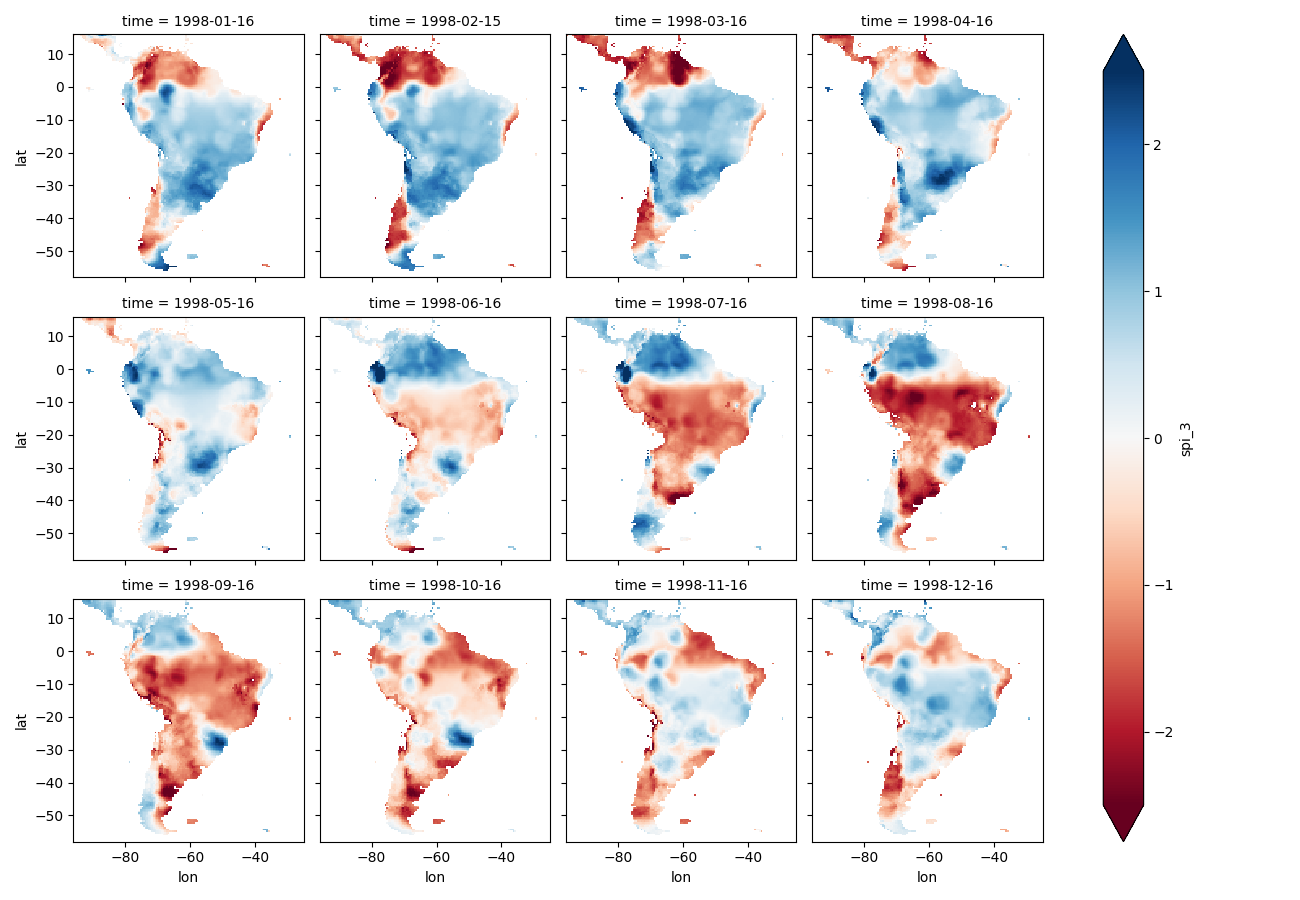 time = 1998-01-16
time = 1998-02-15
time = 1998-03-16
time = 1998-04-16
10
0
−10
−20
−30
−40
−50
lat
time = 1998-05-16
time = 1998-06-16
time = 1998-07-16
time = 1998-08-16
10
0
−10
−20
−30
−40
−50
lat
time = 1998-09-16
time = 1998-10-16
time = 1998-11-16
time = 1998-12-16
10
0
−10
−20
−30
−40
−50
lat
−80 −60 −40
lon
−80 −60 −40
lon
−80 −60 −40
lon
−80 −60 −40
lon
2
1
0
−1
−2
spi_3